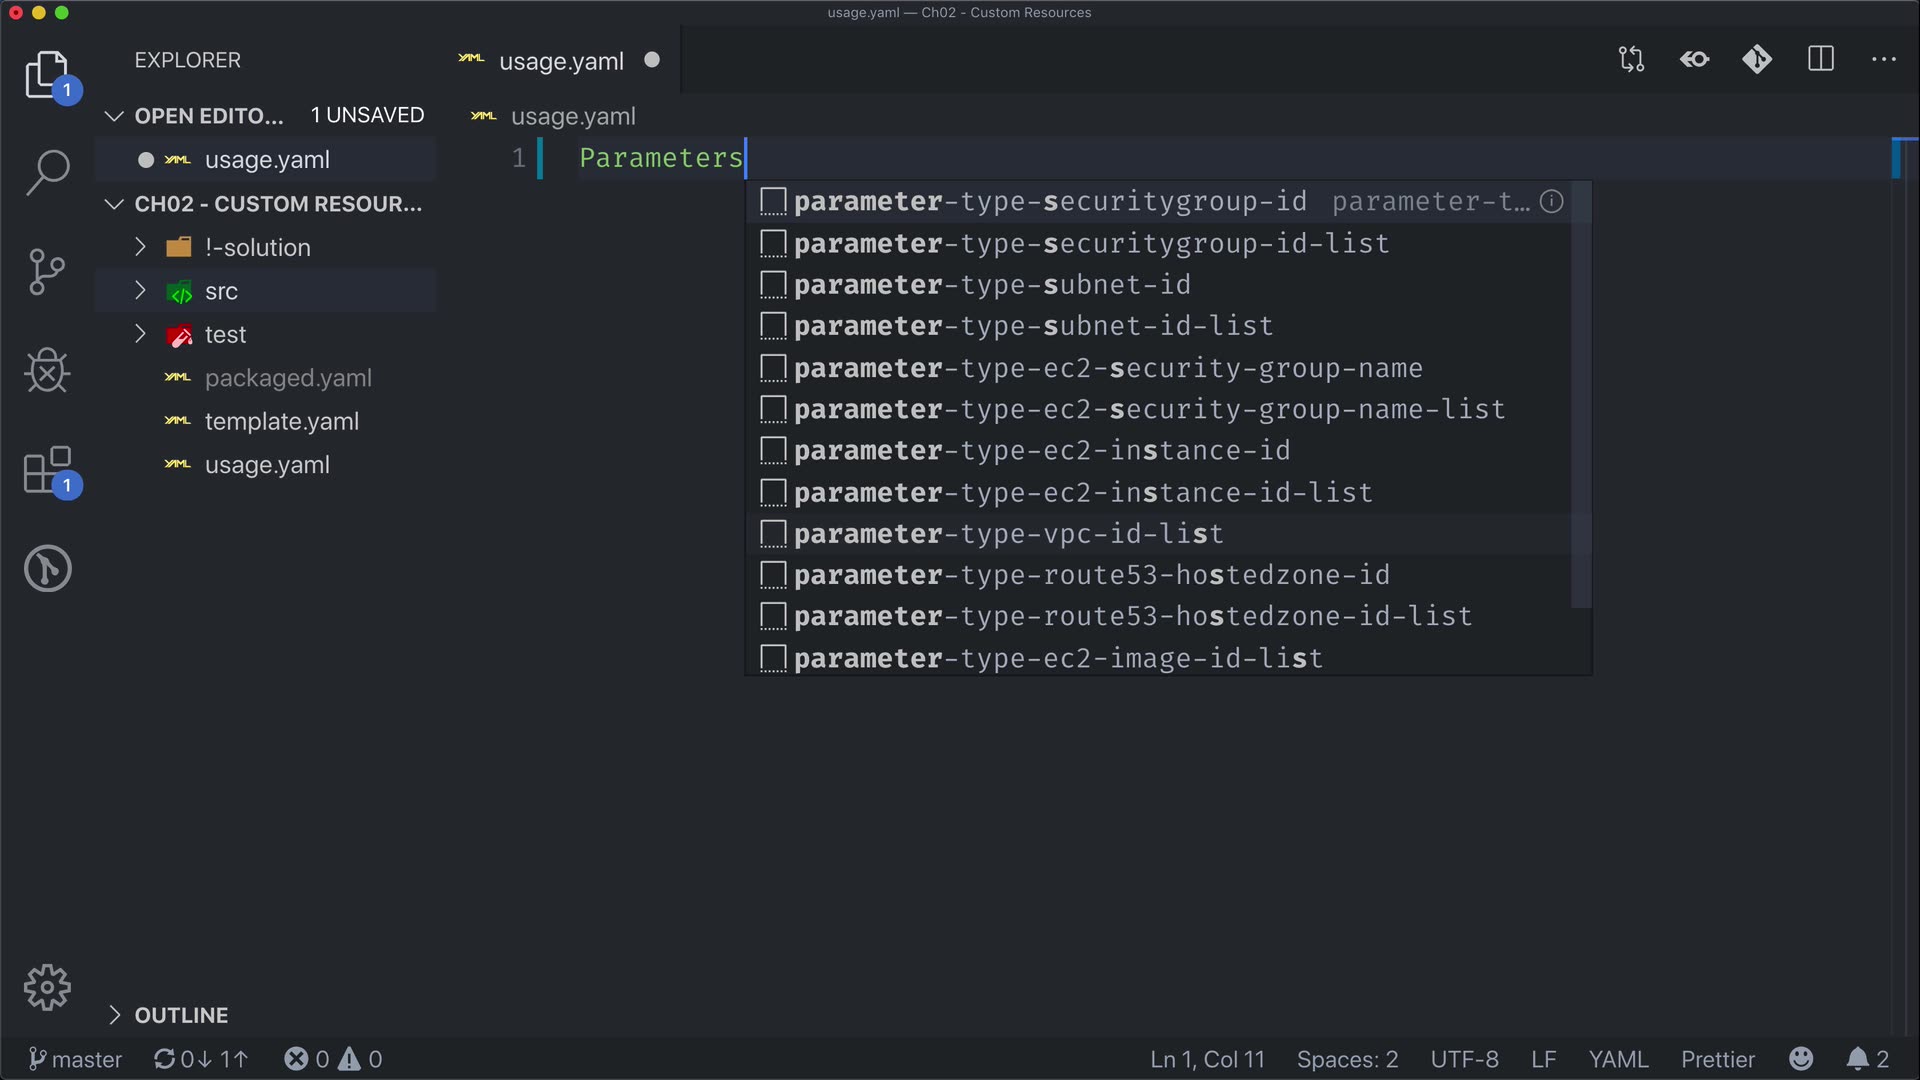 usage.yaml — Ch02 - Custom Resources
EXPLORER
usage.yaml
1
OPEN EDITO... 1 UNSAVED
usage.yaml
usage.yaml
1 Parameters
CH02 - CUSTOM RESOUR...
!-solution
src
test
packaged.yaml
template.yaml
usage.yaml
1
parameter-type-securitygroup-id parameter-t...
parameter-type-securitygroup-id-list
parameter-type-subnet-id
parameter-type-subnet-id-list
parameter-type-ec2-security-group-name
parameter-type-ec2-security-group-name-list
parameter-type-ec2-instance-id
parameter-type-ec2-instance-id-list
parameter-type-vpc-id-list
parameter-type-route53-hostedzone-id
parameter-type-route53-hostedzone-id-list
parameter-type-ec2-image-id-list
OUTLINE
master 0↓ 1↑ 0 0 Ln 1, Col 11 Spaces: 2 UTF-8 LF YAML Prettier 2